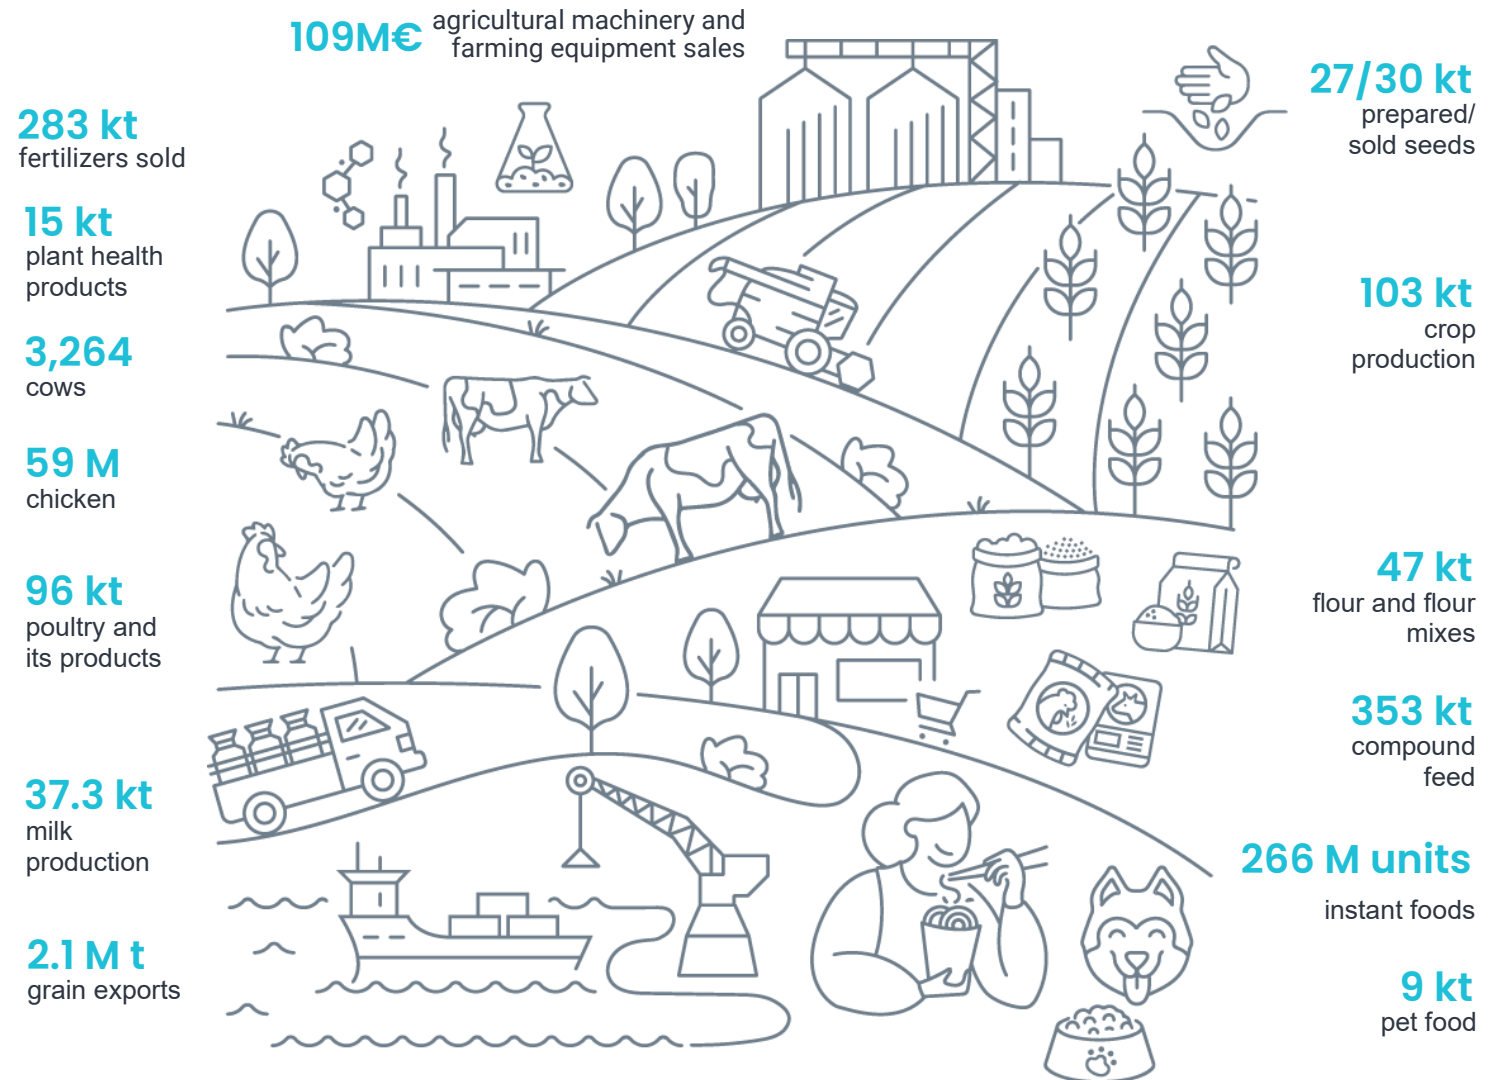 109M€
agricultural machinery and
farming equipment sales
283 kt
fertilizers sold
15 kt
plant health
products
3,264
cows
59 M
chicken
96 kt
poultry and
its products
37.3 kt
milk
production
2.1 M t
grain exports
27/30 kt
prepared/
sold seeds
103 kt
crop
production
47 kt
flour and flour
mixes
353 kt
compound
feed
266 M units
instant foods
9 kt
pet food